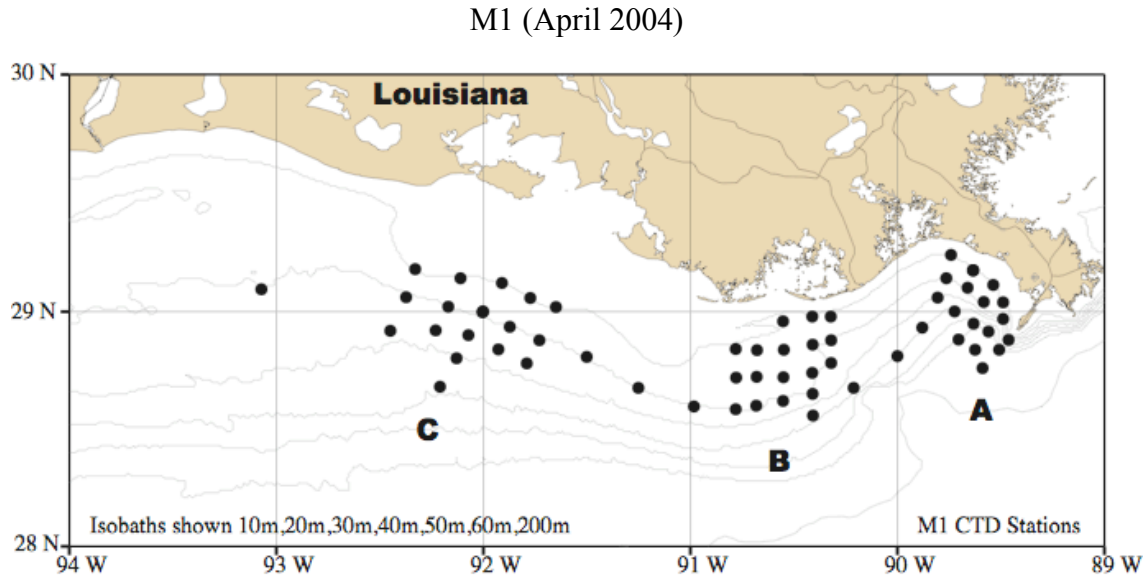 M1 (April 2004)
30 N
Louisiana
29 N
A
C
B
Isobaths shown 10m,20m,30m,40m,50m,60m,200m
M1 CTD Stations
28 N
94 W
93 W
92 W
91 W
90 W
89 W